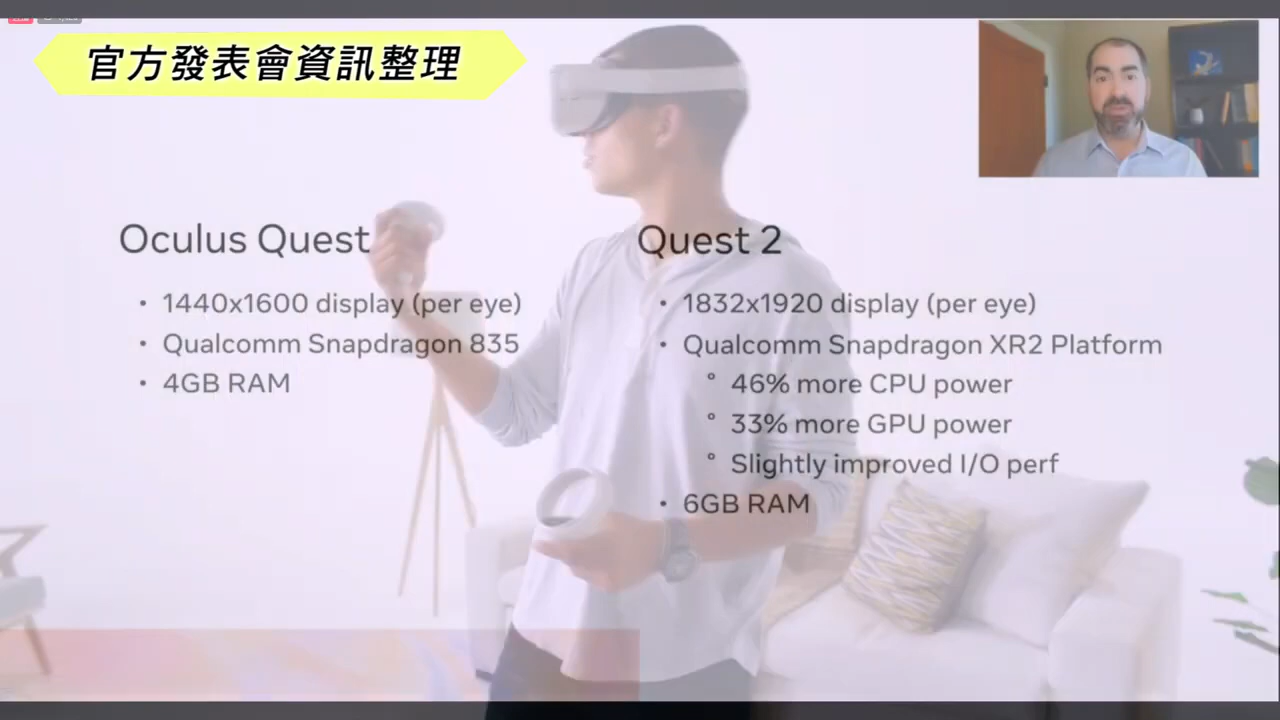 官方發表會資訊整理
Oculus Quest
• 1440x1600 display (per eye)
• Qualcomm Snapdragon 835
• 4GB RAM
Quest 2
• 1832x1920 display (per eye)
• Qualcomm Snapdragon XR2 Platform
° 46% more CPU power
° 33% more GPU power
° Slightly improved I/O perf
• 6GB RAM